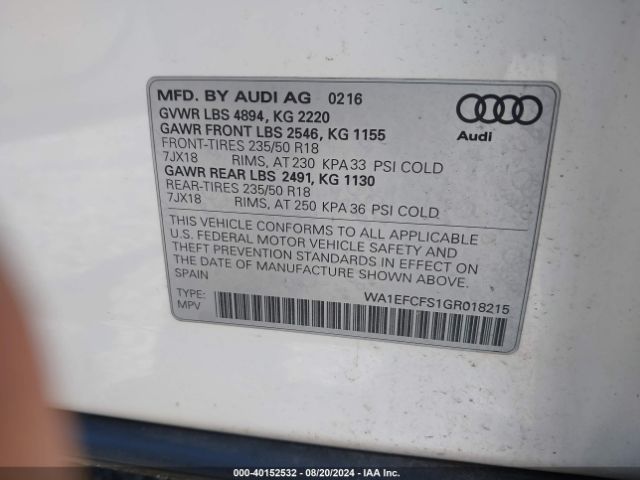 MFD. BY AUDI AG 0216
GVWR LBS 4894, KG 2220
GAWR FRONT LBS 2546, KG 1155
FRONT-TIRES 235/50 R18
7JX18 RIMS, AT 230 KPA 33 PSI COLD
GAWR REAR LBS 2491, KG 1130
REAR-TIRES 235/50 R18
7JX18 RIMS, AT 250 KPA 36 PSI COLD
Audi
THIS VEHICLE CONFORMS TO ALL APPLICABLE
U.S. FEDERAL MOTOR VEHICLE SAFETY AND
THEFT PREVENTION STANDARDS IN EFFECT ON
THE DATE OF MANUFACTURE SHOWN ABOVE.
SPAIN
TYPE: WA1EFCFS1GR018215
MPV
000-40152532 - 08/20/2024 - IAA Inc.